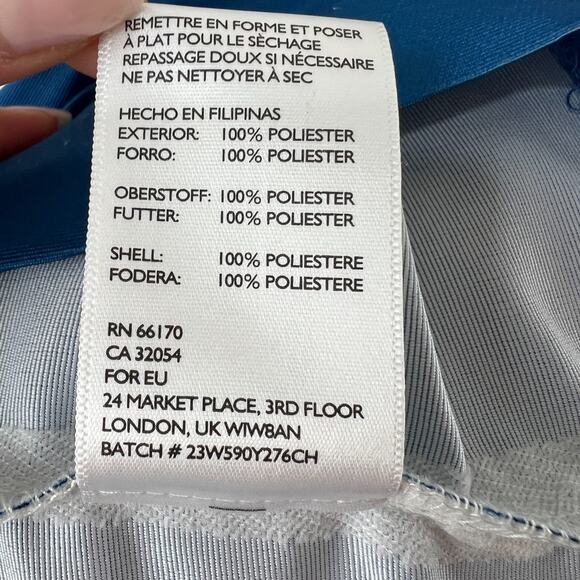 REMETTRE EN FORME ET POSER
À PLAT POUR LE SÈCHAGE
REPASSAGE DOUX SI NÉCESSAIRE
NE PAS NETTOYER À SEC
HECHO EN FILIPINAS
EXTERIOR: 100% POLIESTER
FORRO: 100% POLIESTER
OBERSTOFF: 100% POLIESTER
FUTTER: 100% POLIESTER
SHELL: 100% POLIESTERE
FODERA: 100% POLIESTERE
RN 66170
CA 32054
FOR EU
24 MARKET PLACE, 3RD FLOOR
LONDON, UK WIW8AN
BATCH # 23W590Y276CH